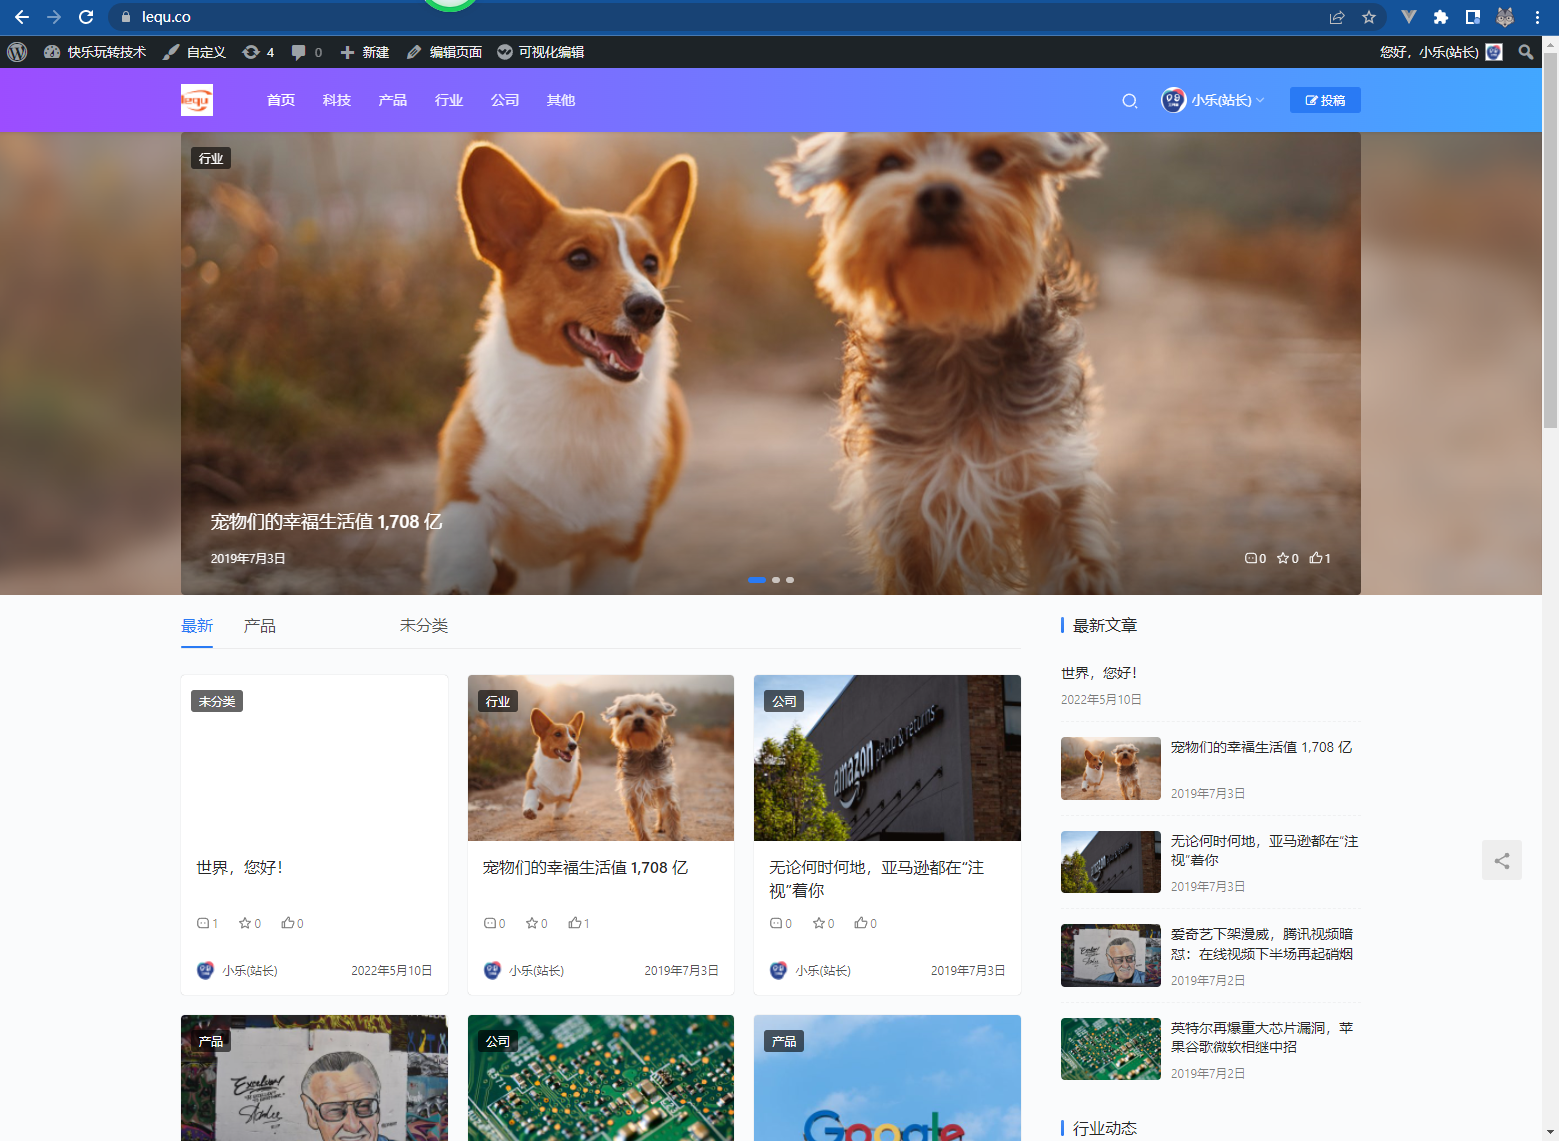 lequ.co
快乐玩转技术 自定义 4 0 新建 编辑页面 可视化编辑 您好，小乐(站长)
lequ 首页 科技 产品 行业 公司 其他 小乐(站长) 投稿
行业
宠物们的幸福生活值 1,708 亿
2019年7月3日 0 0 1
最新 产品 未分类
未分类
世界，您好！
1 0 0
小乐(站长) 2022年5月10日
行业
宠物们的幸福生活值 1,708 亿
0 0 1
小乐(站长) 2019年7月3日
公司
amazon
pickup & returns
无论何时何地，亚马逊都在“注
视”着你
0 0 0
小乐(站长) 2019年7月3日
产品
Excelsior!
公司
产品
Google
最新文章
世界，您好！
2022年5月10日
宠物们的幸福生活值 1,708 亿
2019年7月3日
无论何时何地，亚马逊都在“注
视”着你
2019年7月3日
爱奇艺下架漫威，腾讯视频暗
怼：在线视频下半场再起硝烟
2019年7月2日
英特尔再爆重大芯片漏洞，苹
果谷歌微软相继中招
2019年7月2日
行业动态